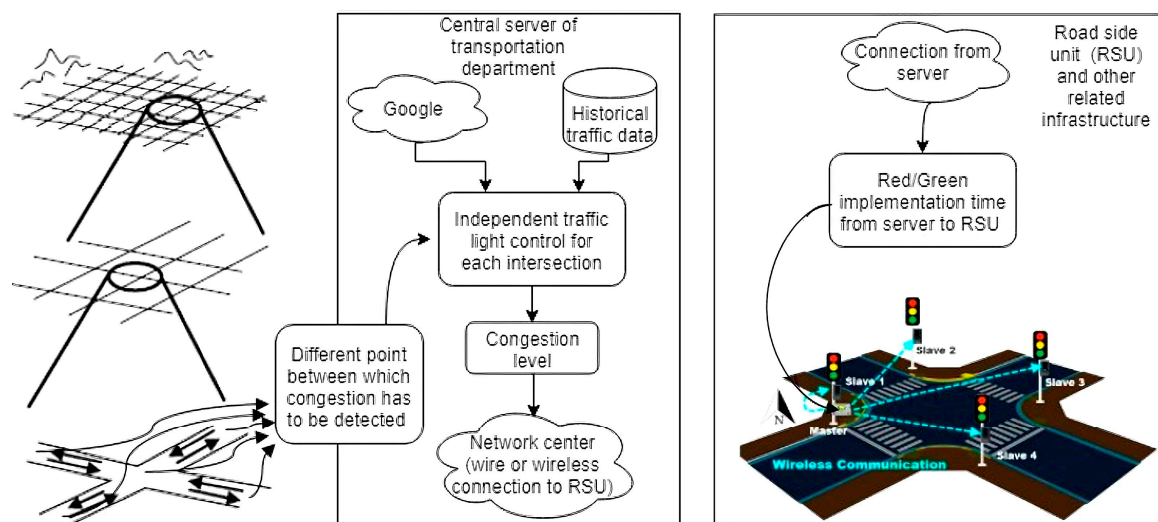 Central server of
transportation
department
Google
Historical
traffic data
Independent traffic
light control for
each intersection
Congestion
level
Different point
between which
congestion has
to be detected
Network center
(wire or wireless
connection to RSU)
Connection from
server
Road side
unit (RSU)
and other
related
infrastructure
Red/Green
implementation time
from server to RSU
Slave 2
Slave 1
Slave 3
N
Master
Slave 4
Wireless Communication